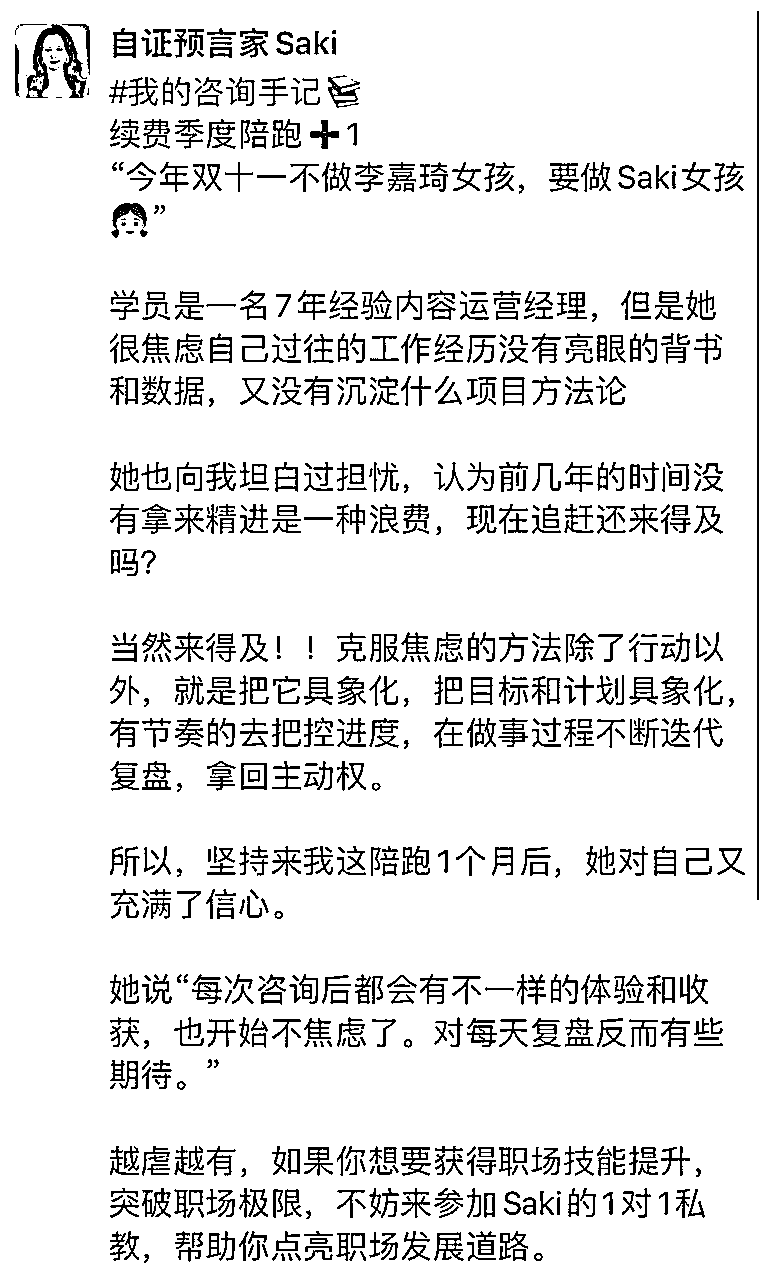 自证预言家Saki
#我的咨询手记📚
续费季度陪跑➕1
“今年双十一不做李嘉琦女孩，要做Saki女孩
👧”
学员是一名7年经验内容运营经理，但是她
很焦虑自己过往的工作经历没有亮眼的背书
和数据，又没有沉淀什么项目方法论
她也向我坦白过担忧，认为前几年的时间没
有拿来精进是一种浪费，现在追赶还来得及
吗？
当然来得及！！克服焦虑的方法除了行动以
外，就是把它具象化，把目标和计划具象化，
有节奏的去把控进度，在做事过程不断迭代
复盘，拿回主动权。
所以，坚持来我这陪跑1个月后，她对自己又
充满了信心。
她说“每次咨询后都会有不一样的体验和收
获，也开始不焦虑了。对每天复盘反而有些
期待。”
越虐越有，如果你想要获得职场技能提升，
突破职场极限，不妨来参加Saki的1对1私
教，帮助你点亮职场发展道路。